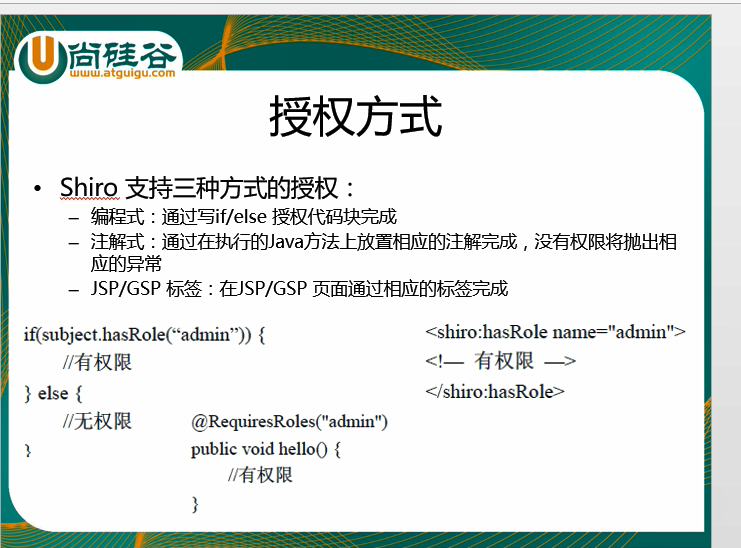 尚硅谷
www.atguigu.com
授权方式
• Shiro 支持三种方式的授权：
– 编程式：通过写if/else 授权代码块完成
– 注解式：通过在执行的Java方法上放置相应的注解完成，没有权限将抛出相
应的异常
– JSP/GSP 标签：在JSP/GSP 页面通过相应的标签完成
if(subject.hasRole(“admin”)) {
//有权限
} else {
//无权限
}
@RequiresRoles("admin")
public void hello() {
//有权限
}
<shiro:hasRole name="admin">
<!— 有权限 —>
</shiro:hasRole>